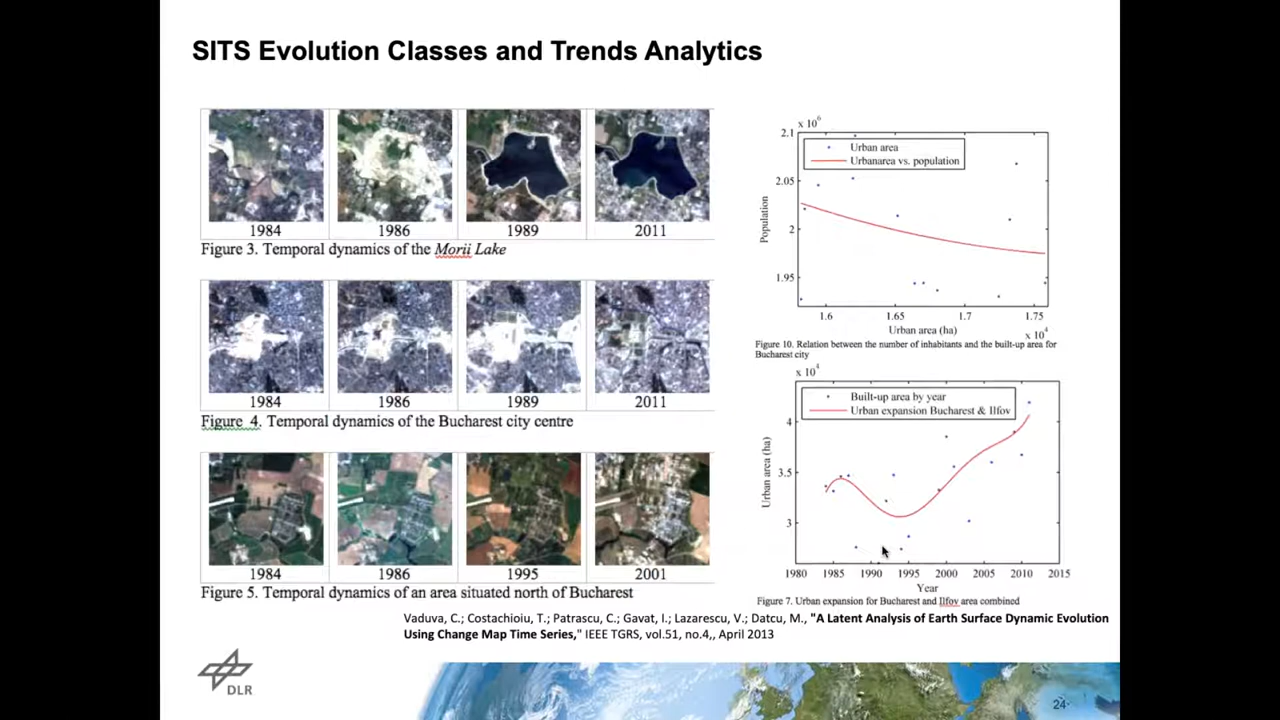 SITS Evolution Classes and Trends Analytics
1984 1986 1989 2011
Figure 3. Temporal dynamics of the Morii Lake
1984 1986 1989 2011
Figure 4. Temporal dynamics of the Bucharest city centre
1984 1986 1995 2001
Figure 5. Temporal dynamics of an area situated north of Bucharest
x 10^6
2.1
2.05
2
1.95
Population
Urban area
Urbanarea vs. population
1.6 1.65 1.7 1.75
Urban area (ha)
x 10^4
Figure 10. Relation between the number of inhabitants and the built-up area for
Bucharest city
x 10^4
4
3.5
3
Urban area (ha)
Built-up area by year
Urban expansion Bucharest & Ilfov
1980 1985 1990 1995 2000 2005 2010 2015
Year
Figure 7. Urban expansion for Bucharest and Ilfov area combined
Vaduva, C.; Costachioiu, T.; Patrascu, C.; Gavat, I.; Lazarescu, V.; Datcu, M., "A Latent Analysis of Earth Surface Dynamic Evolution
Using Change Map Time Series," IEEE TGRS, vol.51, no.4,, April 2013
DLR
24